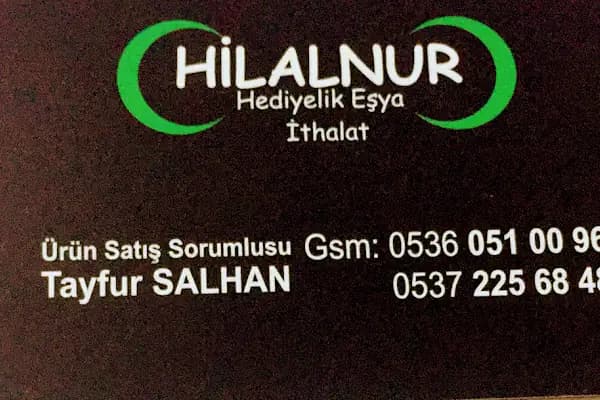 HİLALNUR
Hediyelik Eşya
İthalat
Ürün Satış Sorumlusu Gsm: 0536 051 00 96
Tayfur SALHAN 0537 225 68 48